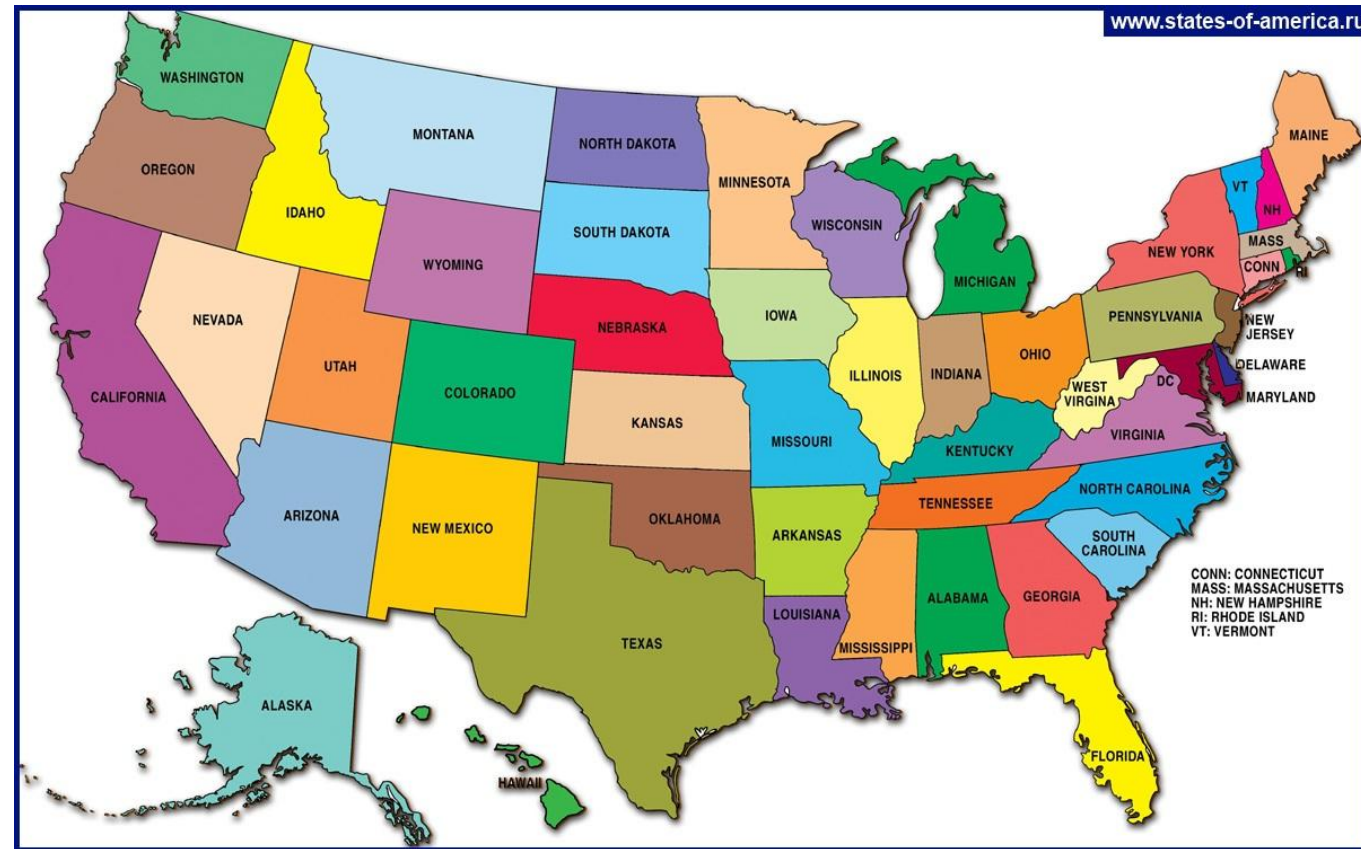 www.states-of-america.ru
WASHINGTON
OREGON
IDAHO
MONTANA
NORTH DAKOTA
MINNESOTA
SOUTH DAKOTA
WYOMING
WISCONSIN
MICHIGAN
MAINE
VT
NH
NEW YORK
MASS
CONN
RI
NEVADA
UTAH
CALIFORNIA
COLORADO
NEBRASKA
IOWA
KANSAS
MISSOURI
ILLINOIS
INDIANA
OHIO
PENNSYLVANIA
NEW
JERSEY
DELAWARE
MARYLAND
DC
WEST
VIRGINA
VIRGINIA
KENTUCKY
TENNESSEE
NORTH CAROLINA
SOUTH
CAROLINA
ARIZONA
NEW MEXICO
OKLAHOMA
ARKANSAS
TEXAS
LOUISIANA
MISSISSIPPI
ALABAMA
GEORGIA
FLORIDA
ALASKA
HAWAII
CONN: CONNECTICUT
MASS: MASSACHUSETTS
NH: NEW HAMPSHIRE
RI: RHODE ISLAND
VT: VERMONT